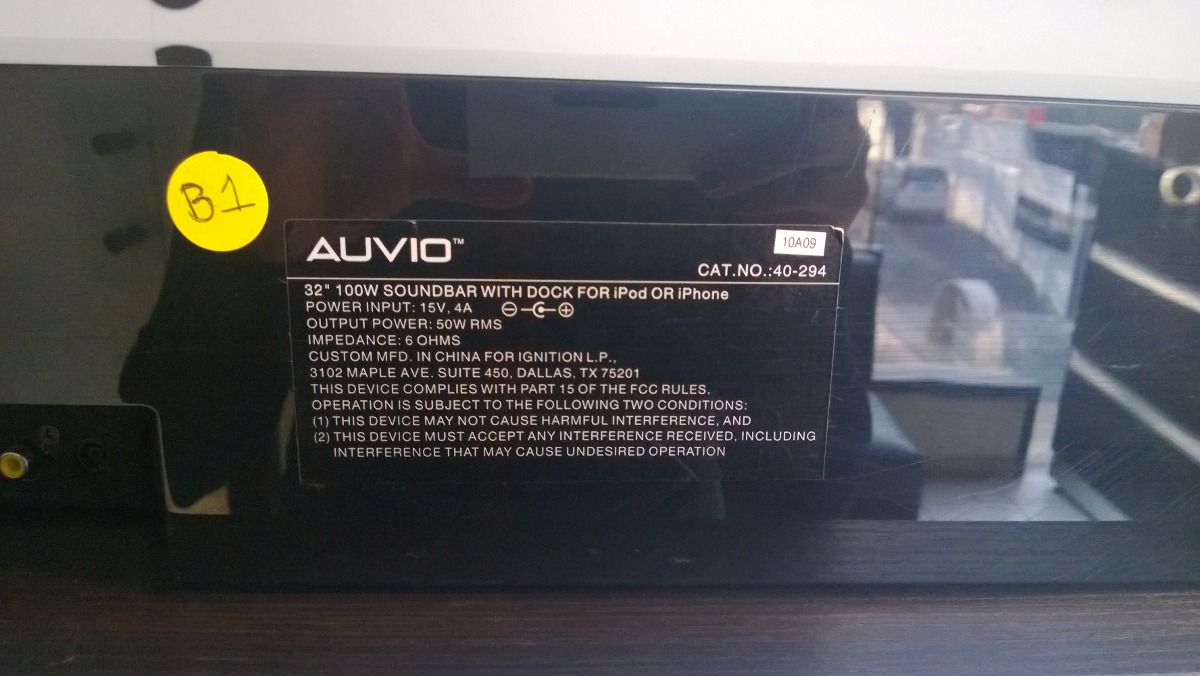 B1
AUVIO™
10A09
CAT.NO.:40-294
32" 100W SOUNDBAR WITH DOCK FOR iPod OR iPhone
POWER INPUT: 15V, 4A
OUTPUT POWER: 50W RMS
IMPEDANCE: 6 OHMS
CUSTOM MFD. IN CHINA FOR IGNITION L.P.,
3102 MAPLE AVE. SUITE 450, DALLAS, TX 75201
THIS DEVICE COMPLIES WITH PART 15 OF THE FCC RULES.
OPERATION IS SUBJECT TO THE FOLLOWING TWO CONDITIONS:
(1) THIS DEVICE MAY NOT CAUSE HARMFUL INTERFERENCE, AND
(2) THIS DEVICE MUST ACCEPT ANY INTERFERENCE RECEIVED, INCLUDING
INTERFERENCE THAT MAY CAUSE UNDESIRED OPERATION